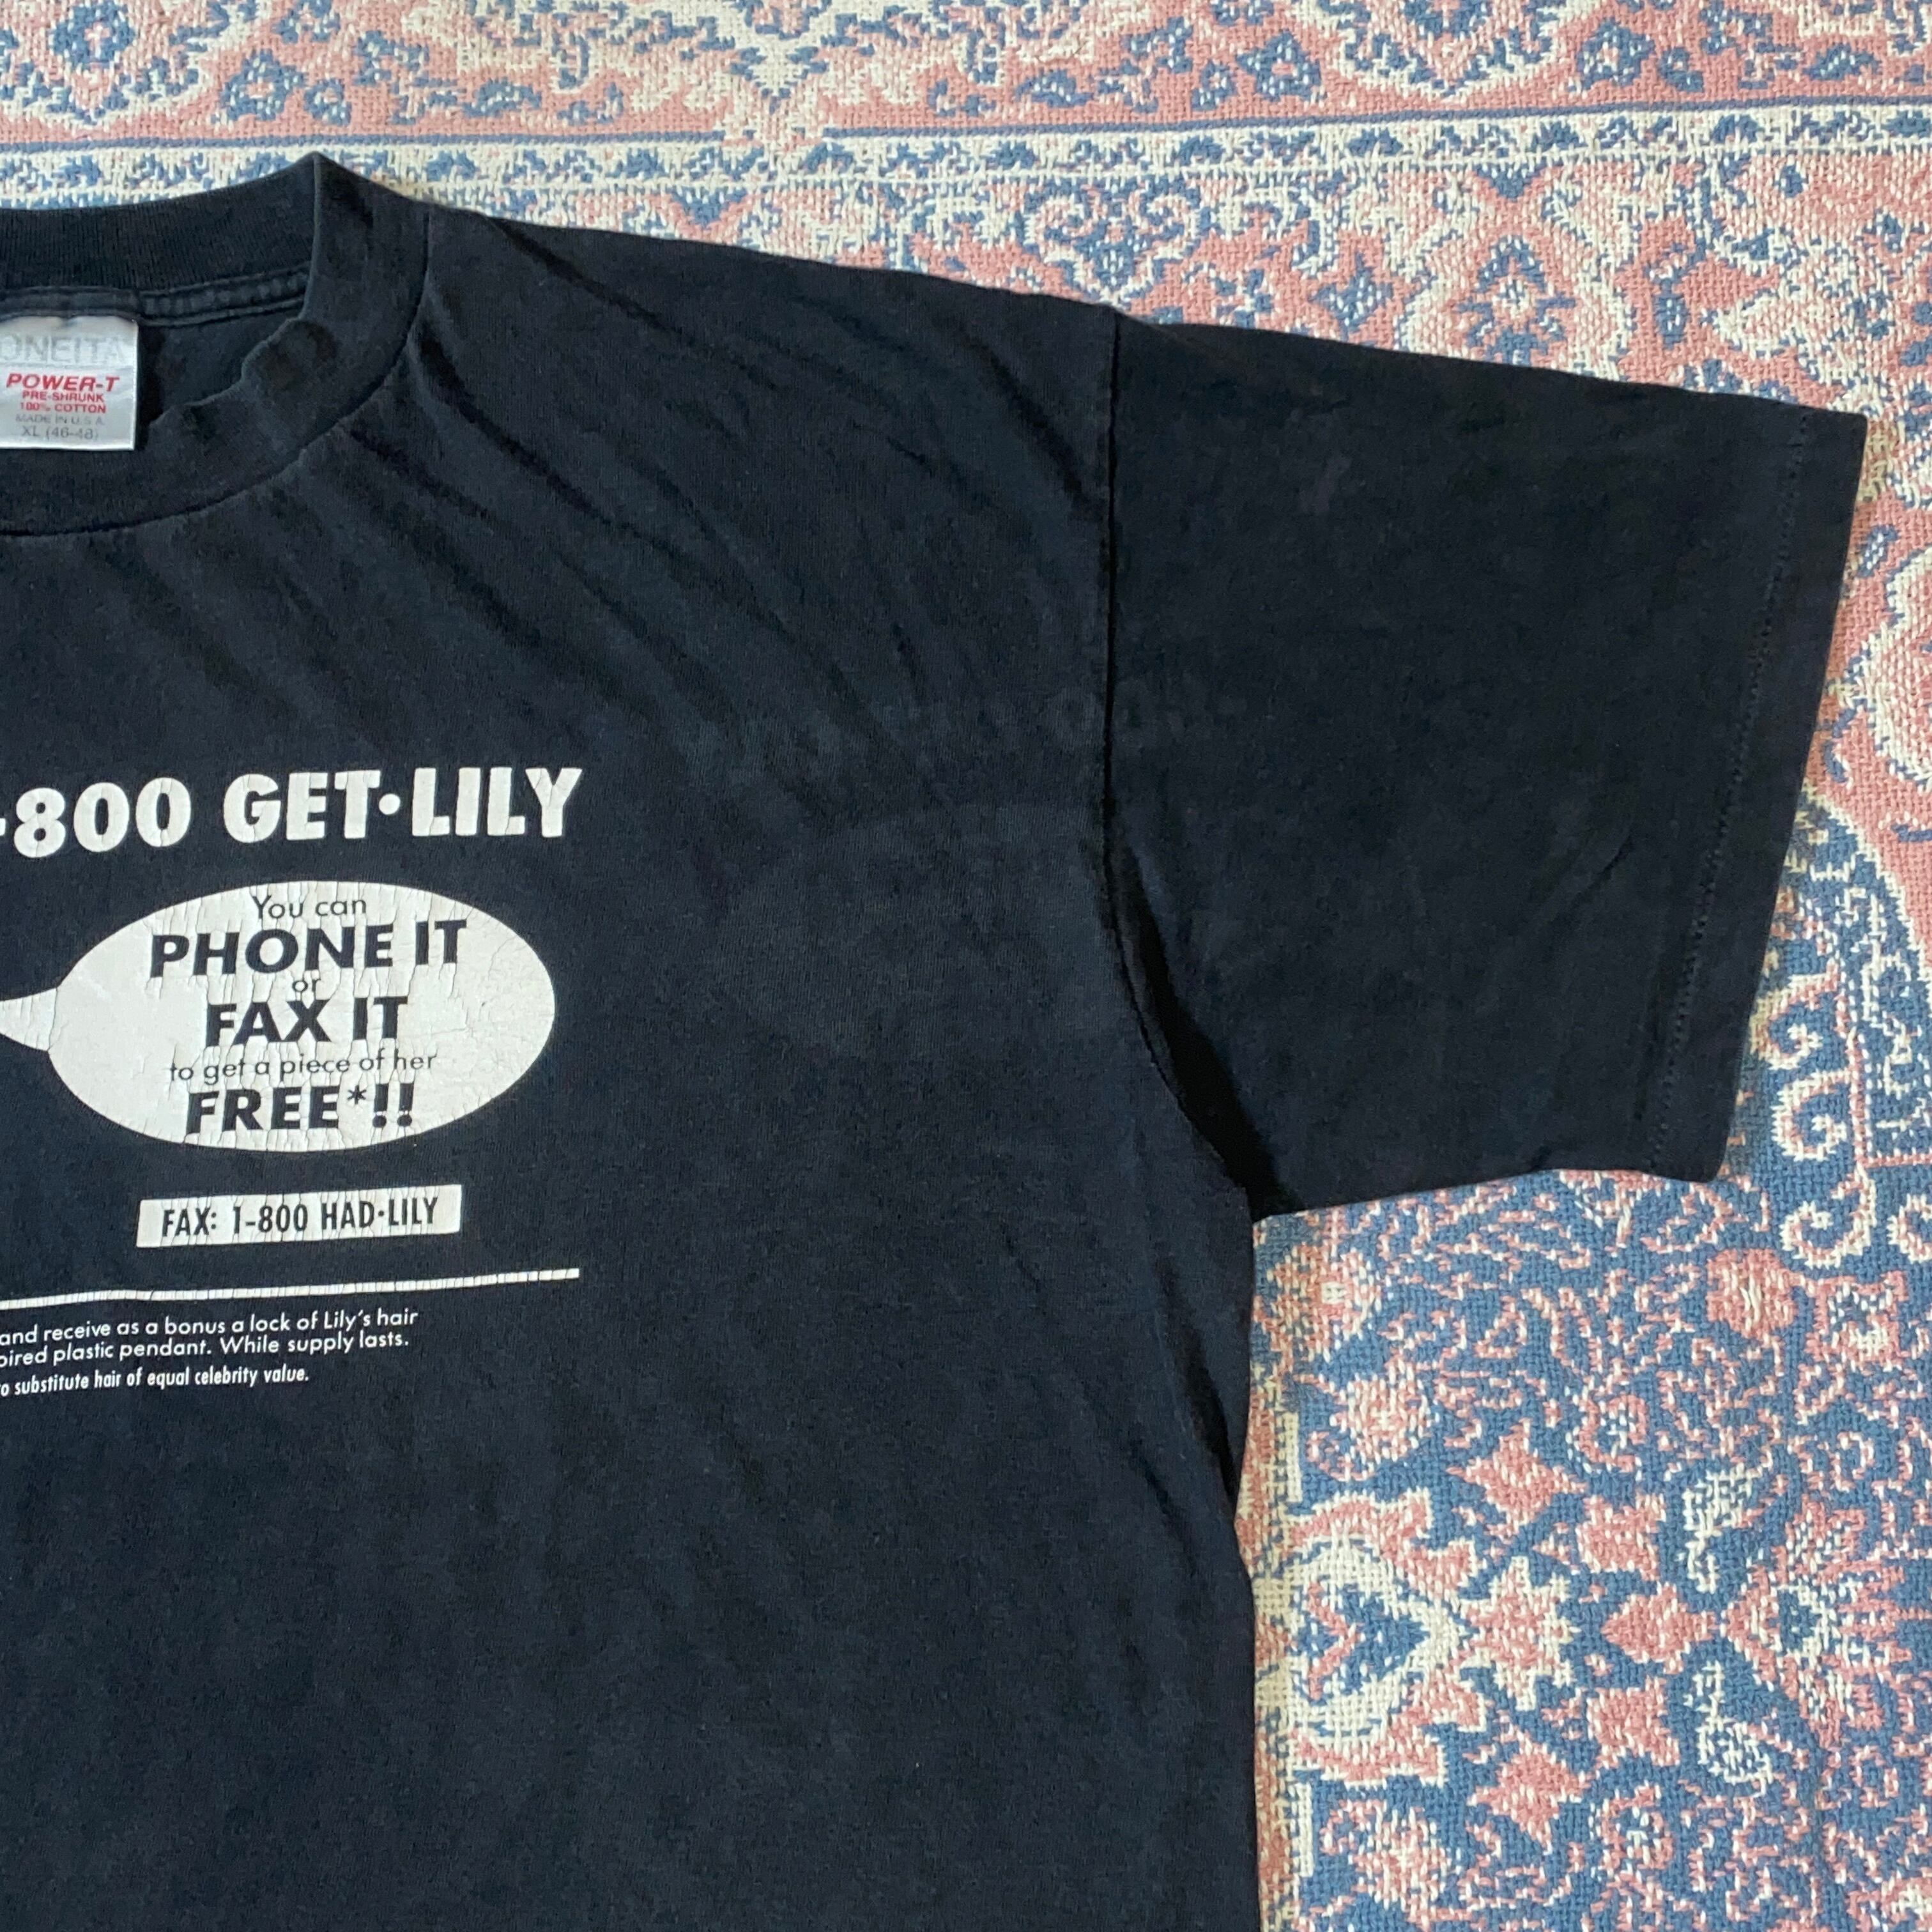 ONEITA
POWER-T
PRE-SHRUNK
100% COTTON
MADE IN U.S.A.
XL (46-48)
-800 GET•LILY
You can
PHONE IT
or
FAX IT
to get a piece of her
FREE*!!
FAX: 1-800 HAD•LILY
and receive as a bonus a lock of Lily's hair
pired plastic pendant. While supply lasts.
o substitute hair of equal celebrity value.